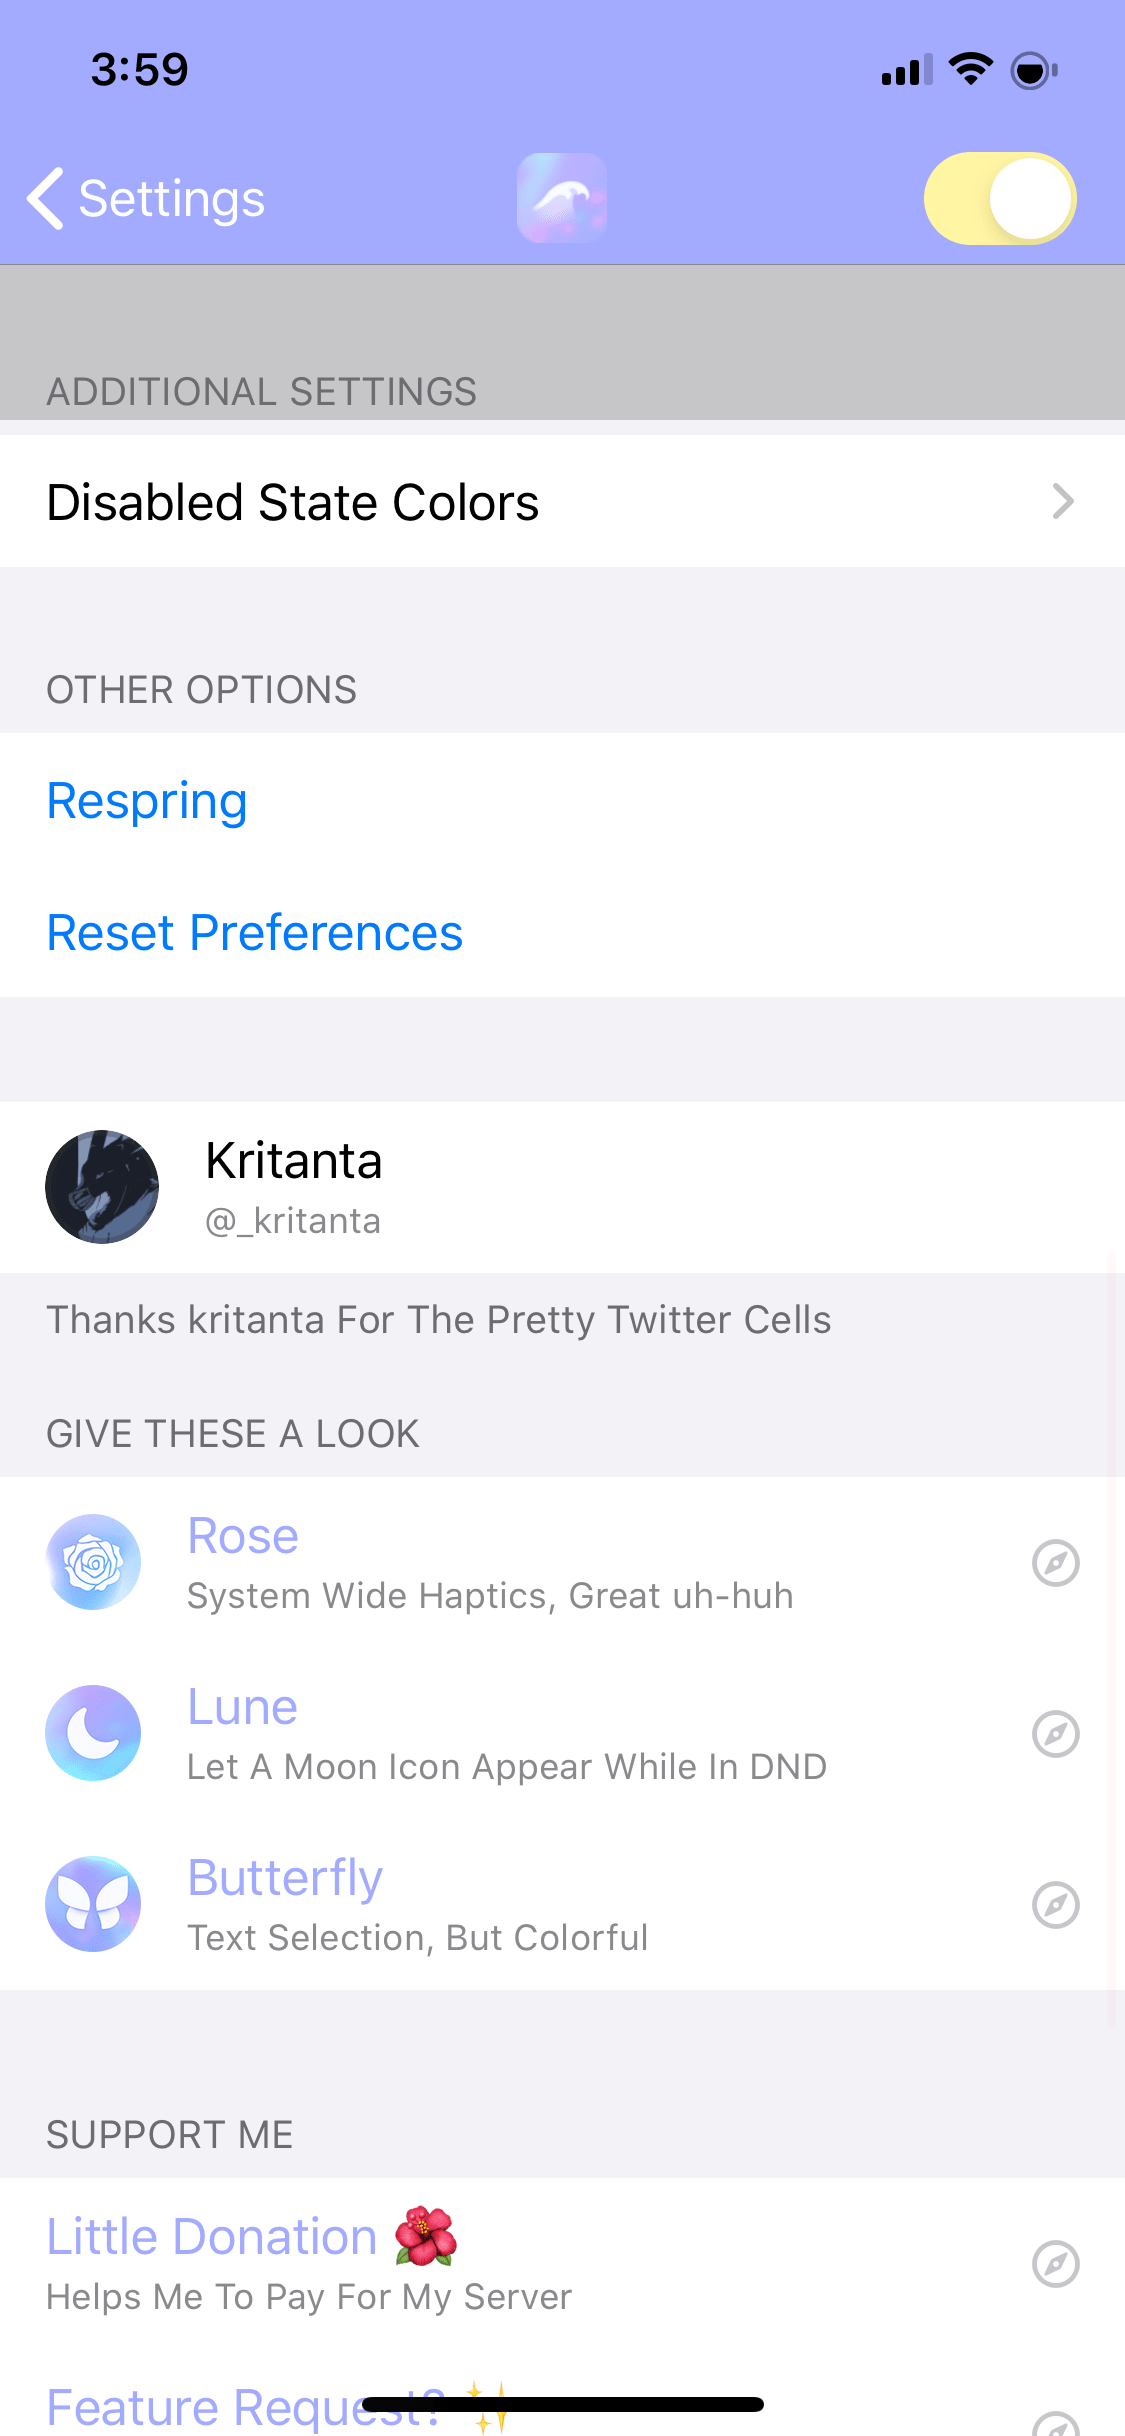 3:59
Settings
ADDITIONAL SETTINGS
Disabled State Colors
OTHER OPTIONS
Respring
Reset Preferences
Kritanta
@_kritanta
Thanks kritanta For The Pretty Twitter Cells
GIVE THESE A LOOK
Rose
System Wide Haptics, Great uh-huh
Lune
Let A Moon Icon Appear While In DND
Butterfly
Text Selection, But Colorful
SUPPORT ME
Little Donation 🌺
Helps Me To Pay For My Server
Feature Request? ✨